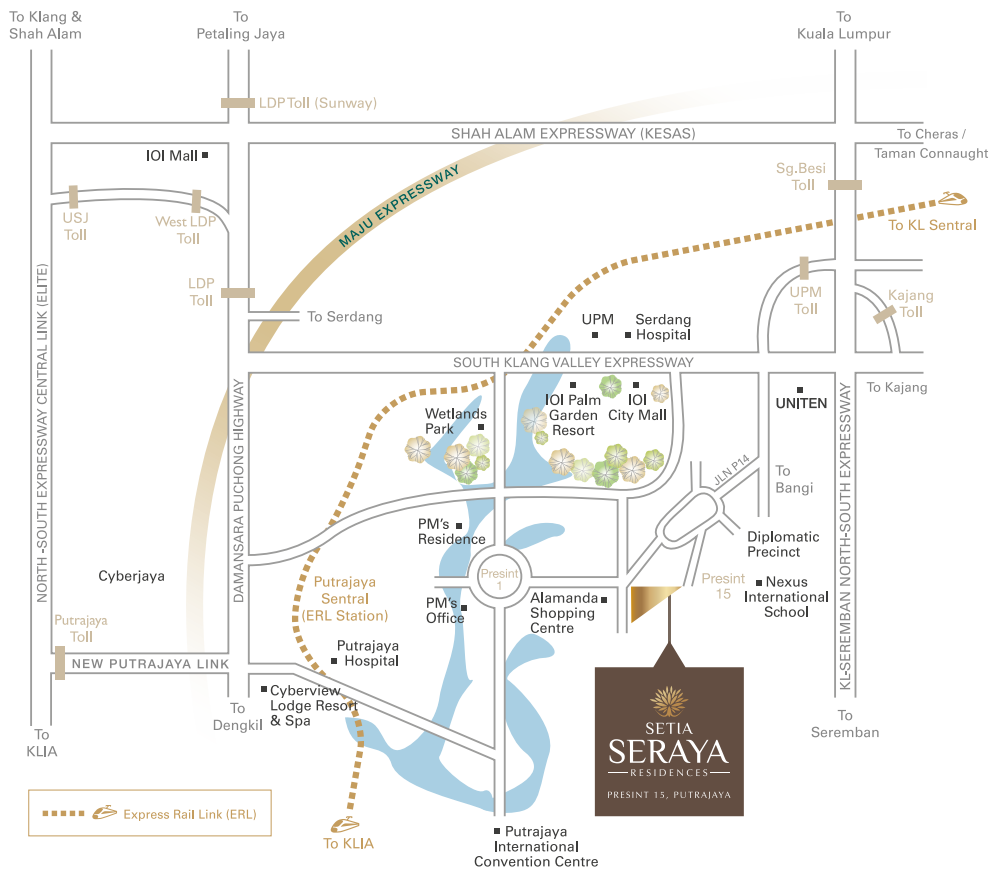 To Klang &
Shah Alam
To
Petaling Jaya
To
Kuala Lumpur
LDP Toll (Sunway)
SHAH ALAM EXPRESSWAY (KESAS)
To Cheras /
Taman Connaught
IOI Mall
MAJU EXPRESSWAY
Sg.Besi
Toll
USJ
Toll
West LDP
Toll
To KL Sentral
LDP
Toll
UPM
Toll
Kajang
Toll
To Serdang
UPM
Serdang
Hospital
SOUTH KLANG VALLEY EXPRESSWAY
To Kajang
NORTH-SOUTH EXPRESSWAY CENTRAL LINK (ELITE)
DAMANSARA PUCHONG HIGHWAY
KL-SEREMBAN NORTH-SOUTH EXPRESSWAY
Wetlands
Park
IOI Palm
Garden
Resort
IOI
City Mall
UNITEN
JLN P14
To
Bangi
PM's
Residence
Diplomatic
Precinct
Cyberjaya
Putrajaya
Sentral
(ERL Station)
Presint
1
Presint
15
Nexus
International
School
PM's
Office
Alamanda
Shopping
Centre
Putrajaya
Toll
Putrajaya
Hospital
NEW PUTRAJAYA LINK
Cyberview
Lodge Resort
& Spa
To
Dengkil
To
KLIA
To
Seremban
SETIA
SERAYA
RESIDENCES
PRESINT 15, PUTRAJAYA
Express Rail Link (ERL)
To KLIA
Putrajaya
International
Convention Centre